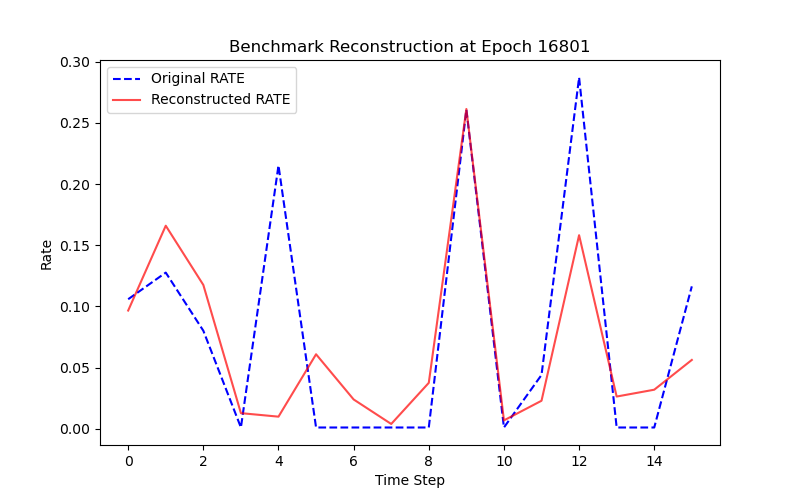 Benchmark Reconstruction at Epoch 16801
Original RATE
Reconstructed RATE
0.30
0.25
0.20
0.15
0.10
0.05
0.00
Rate
0 2 4 6 8 10 12 14
Time Step